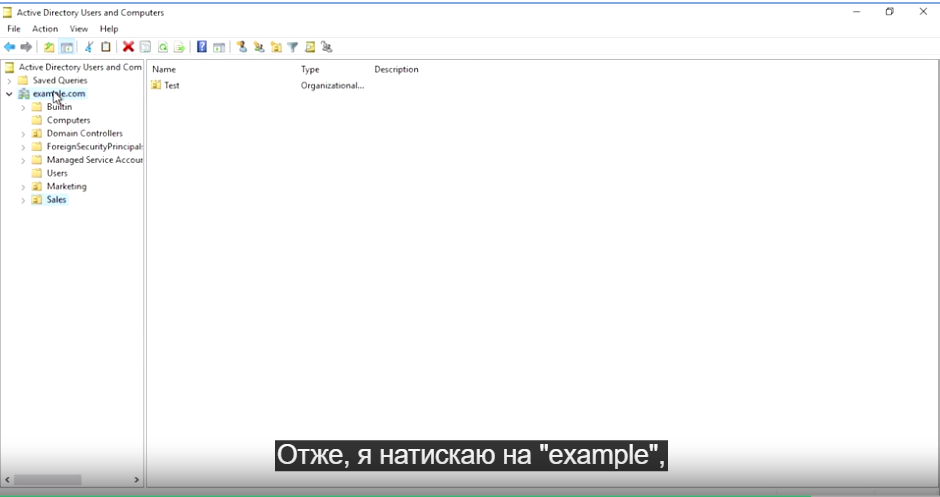 Active Directory Users and Computers
File Action View Help
Active Directory Users and Com
Saved Queries
example.com
Builtin
Computers
Domain Controllers
ForeignSecurityPrincipals
Managed Service Accour
Users
Marketing
Sales
Name Type Description
Test Organizational...
Отже, я натискаю на "example",